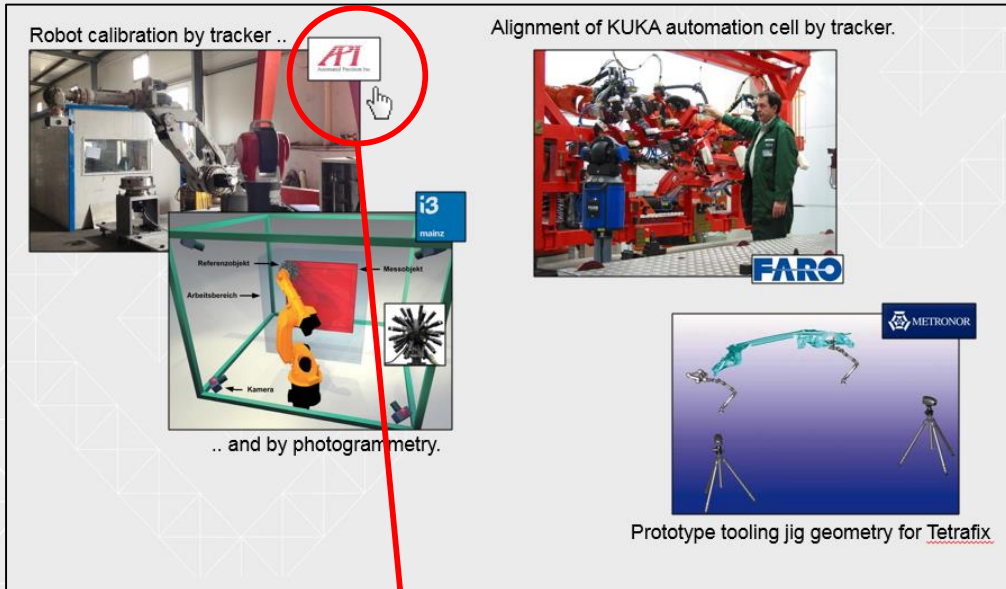 Robot calibration by tracker ..
API
Automated Precision Inc
Alignment of KUKA automation cell by tracker.
i3
mainz
Referenzobjekt
Messobjekt
Arbeitsbereich
Kamera
.. and by photogrammetry.
FARO
METRONOR
Prototype tooling jig geometry for Tetrafix